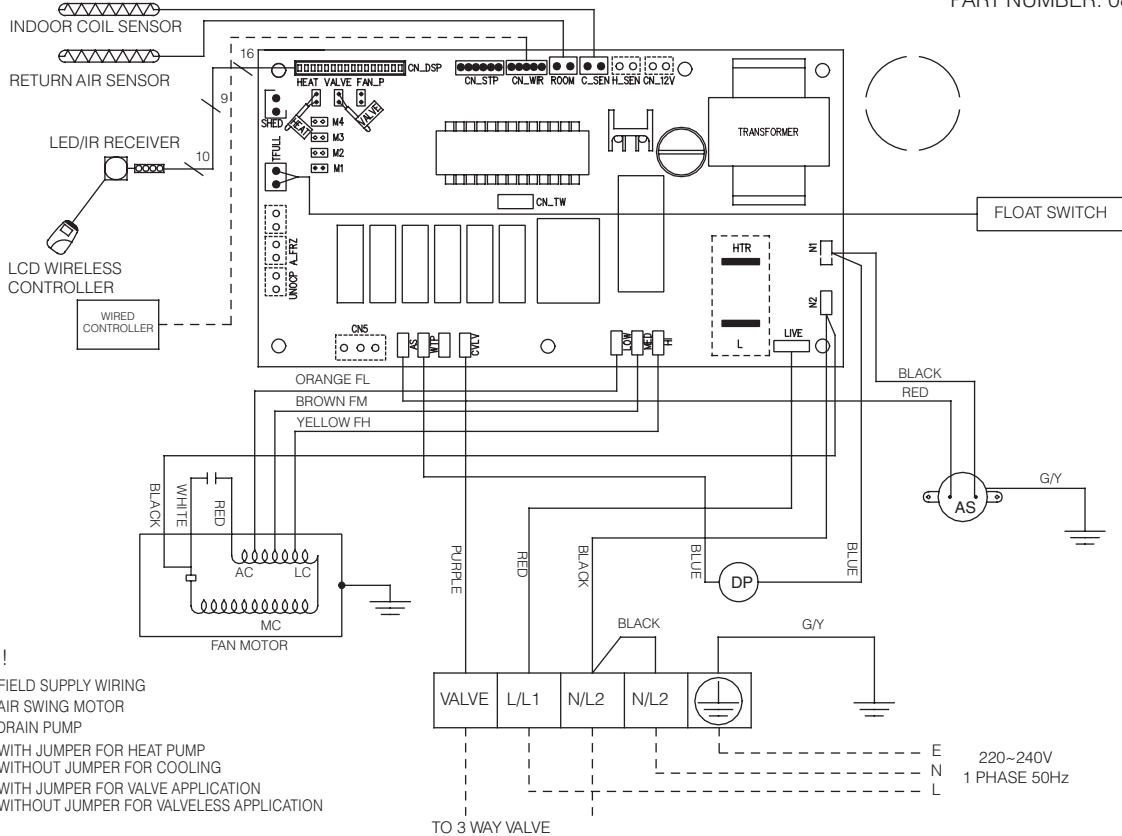 PART NUMBER: 08
INDOOR COIL SENSOR
RETURN AIR SENSOR
16
9
10
LED/IR RECEIVER
LCD WIRELESS
CONTROLLER
WIRED
CONTROLLER
CN_DSP
CN_STP
CN_WIR
ROOM
C_SEN
H_SEN
CN_12V
HEAT VALVE FAN_P
HEAT
VALVE
SHED
TFULL
M4
M3
M2
M1
CN_TW
TRANSFORMER
FLOAT SWITCH
A_FRZ
UNOCP
HTR
L
N1
N2
LIVE
CN5
AS
WTP
CVLV
LOW
MED
HI
ORANGE FL
BROWN FM
YELLOW FH
BLACK
RED
BLACK
WHITE
RED
AC
LC
MC
FAN MOTOR
PURPLE
RED
BLACK
BLUE
DP
BLUE
AS
G/Y
BLACK
G/Y
VALVE
L/L1
N/L2
N/L2
!
FIELD SUPPLY WIRING
AIR SWING MOTOR
DRAIN PUMP
WITH JUMPER FOR HEAT PUMP
WITHOUT JUMPER FOR COOLING
WITH JUMPER FOR VALVE APPLICATION
WITHOUT JUMPER FOR VALVELESS APPLICATION
E
N
L
220~240V
1 PHASE 50Hz
TO 3 WAY VALVE